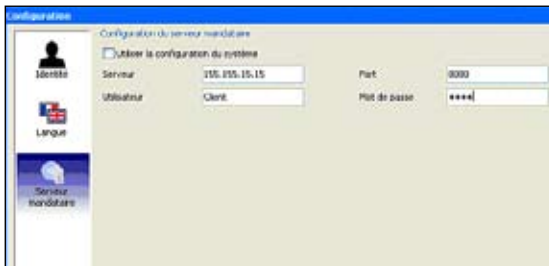 Configuration
Configuration du serveur mandataire
Utiliser la configuration du système
Identité
Serveur 155.155.15.15 Port 8080
Utilisateur Client Mot de passe ****
Langue
Serveur mandataire